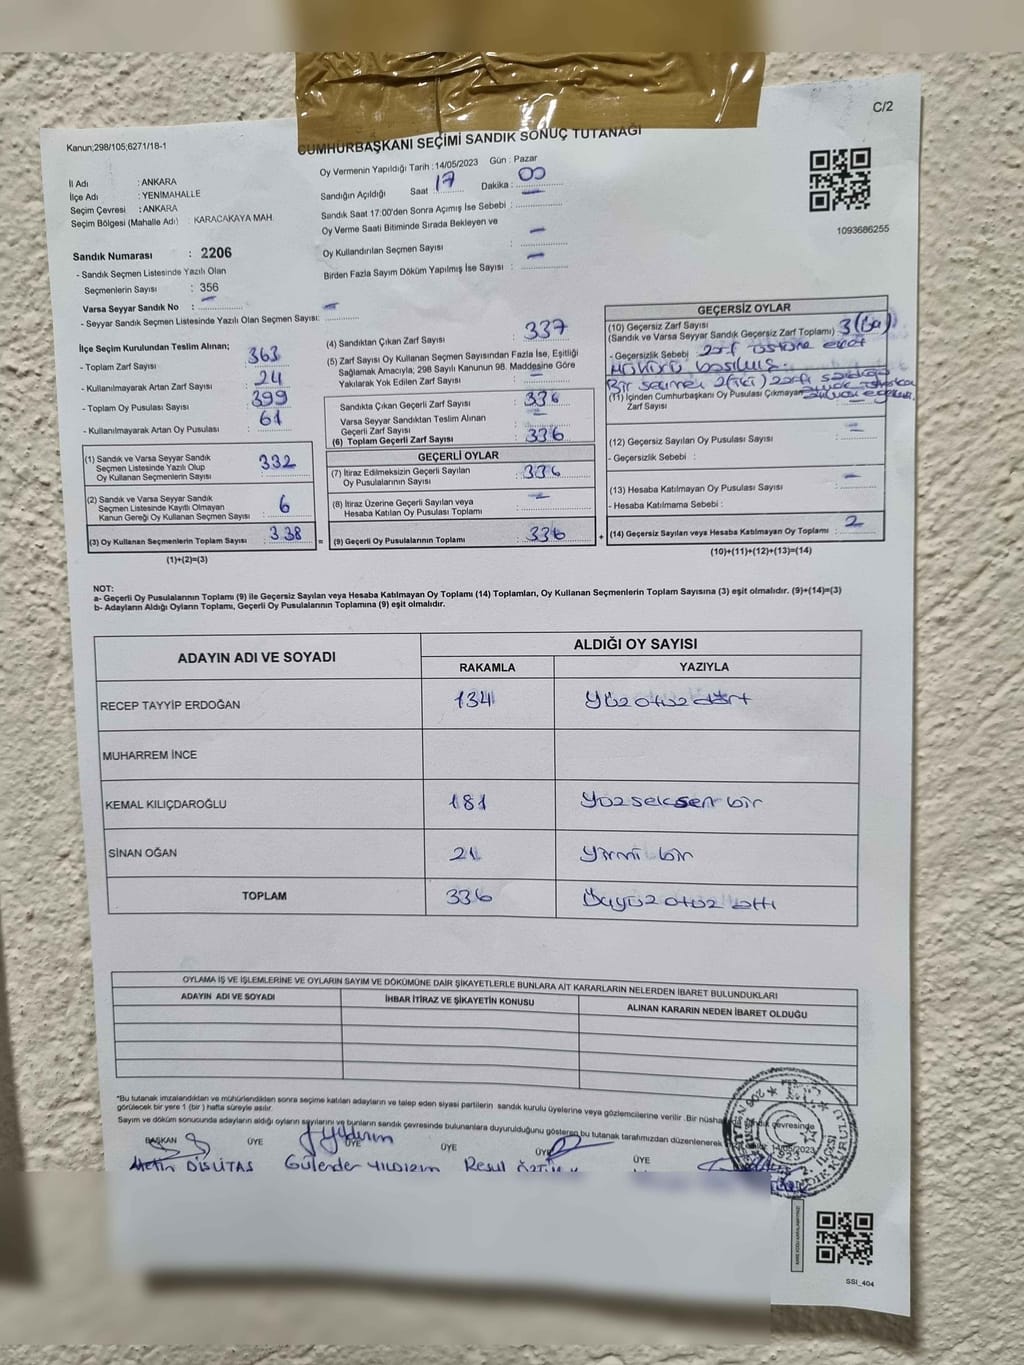 C/2
Kanun;298/105;6271/18-1
CUMHURBAŞKANI SEÇİMİ SANDIK SONUÇ TUTANAĞI
İl Adı : ANKARA
İlçe Adı : YENİMAHALLE
Seçim Çevresi : ANKARA
Seçim Bölgesi (Mahalle Adı) : KARACAKAYA MAH.
Oy Vermenin Yapıldığı Tarih : 14/05/2023 Gün : Pazar
Sandığın Açıldığı Saat : 17 Dakika : 00
Sandık Saat 17:00'den Sonra Açımış İse Sebebi : —
Oy Verme Saati Bitiminde Sırada Bekleyen ve
Oy Kullandırılan Seçmen Sayısı : —
Birden Fazla Sayım Döküm Yapılmış İse Sayısı : —
1093686255
Sandık Numarası : 2206
- Sandık Seçmen Listesinde Yazılı Olan
Seçmenlerin Sayısı : 356
Varsa Seyyar Sandık No : —
- Seyyar Sandık Seçmen Listesinde Yazılı Olan Seçmen Sayısı: —
İlçe Seçim Kurulundan Teslim Alınan;
- Toplam Zarf Sayısı : 363
- Kullanılmayarak Artan Zarf Sayısı : 24
- Toplam Oy Pusulası Sayısı : 399
- Kullanılmayarak Artan Oy Pusulası : 61
(1) Sandık ve Varsa Seyyar Sandık
Seçmen Listesinde Yazılı Olup
Oy Kullanan Seçmenlerin Sayısı : 332
(2) Sandık ve Varsa Seyyar Sandık
Seçmen Listesinde Kayıtlı Olmayan
Kanun Gereği Oy Kullanan Seçmen Sayısı : 6
(3) Oy Kullanan Seçmenlerin Toplam Sayısı : 338
(1)+(2)=(3)
(4) Sandıktan Çıkan Zarf Sayısı : 337
(5) Zarf Sayısı Oy Kullanan Seçmen Sayısından Fazla İse, Eşitliği
Sağlamak Amacıyla; 298 Sayılı Kanunun 98. Maddesine Göre
Yakılarak Yok Edilen Zarf Sayısı : —
Sandıkta Çıkan Geçerli Zarf Sayısı : 336
Varsa Seyyar Sandıktan Teslim Alınan
Geçerli Zarf Sayısı : —
(6) Toplam Geçerli Zarf Sayısı : 336
GEÇERLİ OYLAR
(7) İtiraz Edilmeksizin Geçerli Sayılan
Oy Pusulalarının Sayısı : 336
(8) İtiraz Üzerine Geçerli Sayılan veya
Hesaba Katılan Oy Pusulası Toplamı : —
(9) Geçerli Oy Pusulalarının Toplamı : 336
GEÇERSİZ OYLAR
(10) Geçersiz Zarf Sayısı
(Sandık ve Varsa Seyyar Sandık Geçersiz Zarf Toplamı)
- Geçersizlik Sebebi : zarf üstüne evet
mührü basılmış.
Bir seçmen 2(iki) zarfı
(11) İçinden Cumhurbaşkanı Oy Pusulası Çıkmayan
Zarf Sayısı : —
(12) Geçersiz Sayılan Oy Pusulası Sayısı : —
- Geçersizlik Sebebi :
(13) Hesaba Katılmayan Oy Pusulası Sayısı : —
- Hesaba Katılmama Sebebi :
(14) Geçersiz Sayılan veya Hesaba Katılmayan Oy Toplamı : 2
(10)+(11)+(12)+(13)=(14)
NOT:
a- Geçerli Oy Pusulalarının Toplamı (9) ile Geçersiz Sayılan veya Hesaba Katılmayan Oy Toplamı (14) Toplamları, Oy Kullanan Seçmenlerin Toplam Sayısına (3) eşit olmalıdır. (9)+(14)=(3)
b- Adayların Aldığı Oyların Toplamı, Geçerli Oy Pusulalarının Toplamına (9) eşit olmalıdır.
ADAYIN ADI VE SOYADI ALDIĞI OY SAYISI
RAKAMLA YAZIYLA
RECEP TAYYİP ERDOĞAN 134 Yüz otuz dört
MUHARREM İNCE
KEMAL KILIÇDAROĞLU 181 Yüz seksen bir
SİNAN OĞAN 21 Yirmi bir
TOPLAM 336 Üçyüz otuz altı
OYLAMA İŞ VE İŞLEMLERİNE VE OYLARIN SAYIM VE DÖKÜMÜNE DAİR ŞİKAYETLERLE BUNLARA AİT KARARLARIN NELERDEN İBARET BULUNDUKLARI
ADAYIN ADI VE SOYADI İHBAR İTİRAZ VE ŞİKAYETİN KONUSU ALINAN KARARIN NEDEN İBARET OLDUĞU
*Bu tutanak imzalandıktan ve mühürlendikten sonra seçime katılan adayların ve talep eden siyasi partilerin sandık kurulu üyelerine veya gözlemcilerine verilir. Bir nüsha
görülecek bir yere 1 (bir) hafta süreyle asılır.
Sayım ve döküm sonucunda adayların aldığı oyların sayılarını ve bunların sandık çevresinde bulunanlara duyurulduğunu gösteren bu tutanak tarafımızdan düzenlenerek
BAŞKAN ÜYE ÜYE ÜYE ÜYE ÜYE
Metin DİSLİTAS Gülender YILDIRIM Resul
SSI_404